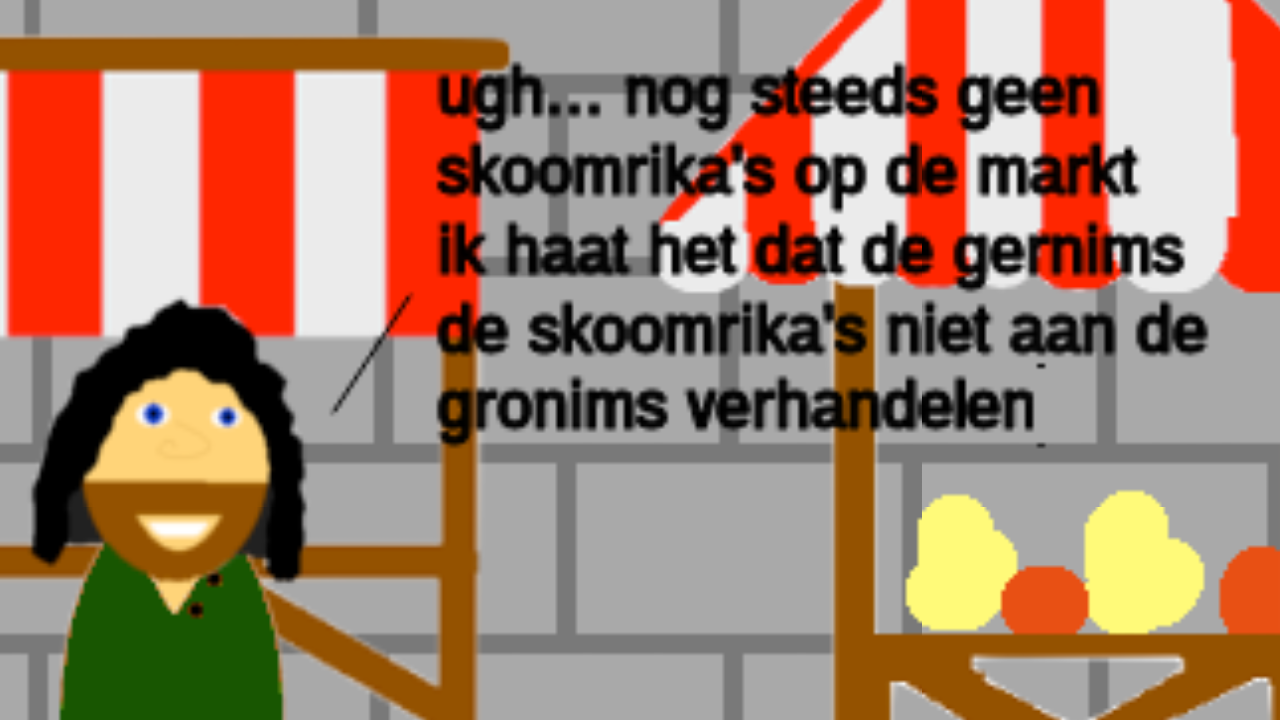 ugh... nog steeds geen
skoomrika's op de markt
ik haat het dat de gernims
de skoomrika's niet aan de
gronims verhandelen